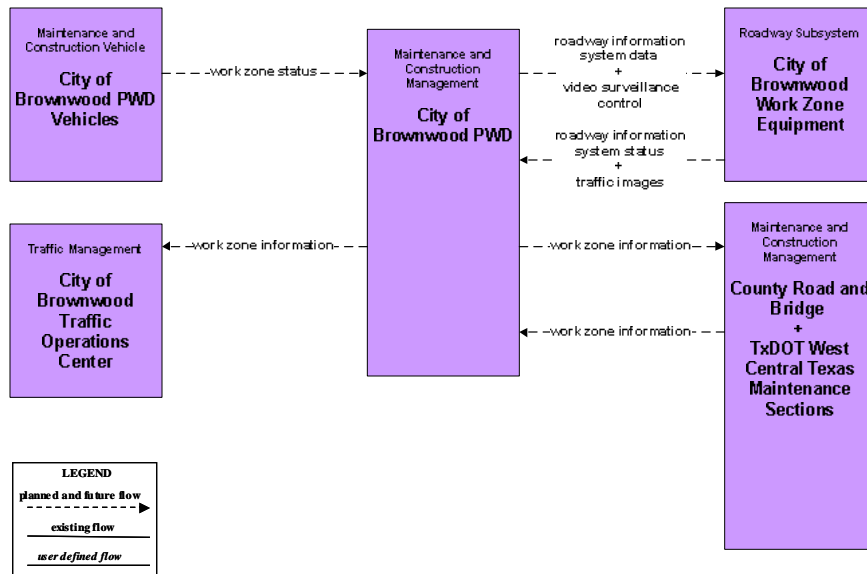 Maintenance and
Construction Vehicle
City of
Brownwood PWD
Vehicles
work zone status
Maintenance and
Construction
Management
City of
Brownwood PWD
roadway information
system data
+
video surveillance
control
roadway information
system status
+
traffic images
Roadway Subsystem
City of
Brownwood
Work Zone
Equipment
Traffic Management
City of
Brownwood
Traffic
Operations
Center
work zone information
work zone information
work zone information
Maintenance and
Construction
Management
County Road and
Bridge
+
TxDOT West
Central Texas
Maintenance
Sections
LEGEND
planned and future flow
existing flow
user defined flow